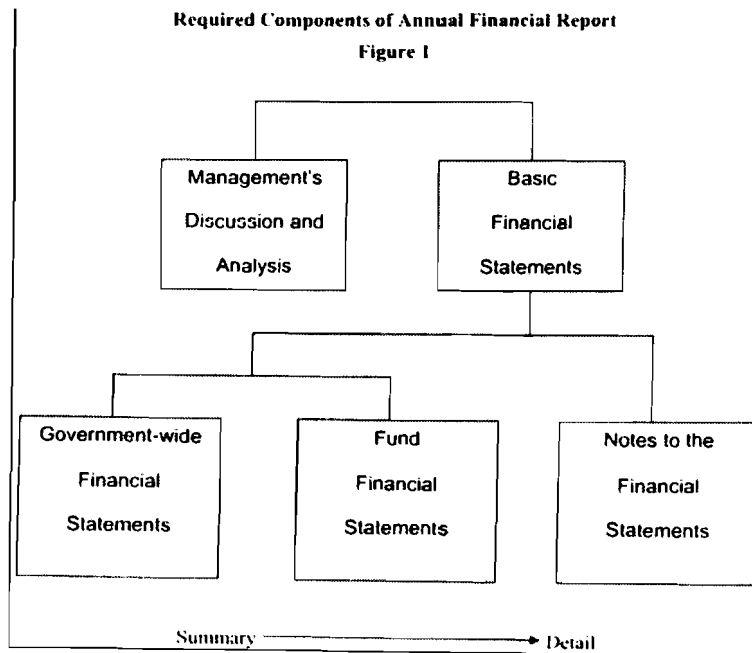 Required Components of Annual Financial Report
Figure 1
Management's
Discussion and
Analysis
Basic
Financial
Statements
Government-wide
Financial
Statements
Fund
Financial
Statements
Notes to the
Financial
Statements
Summary
Detail